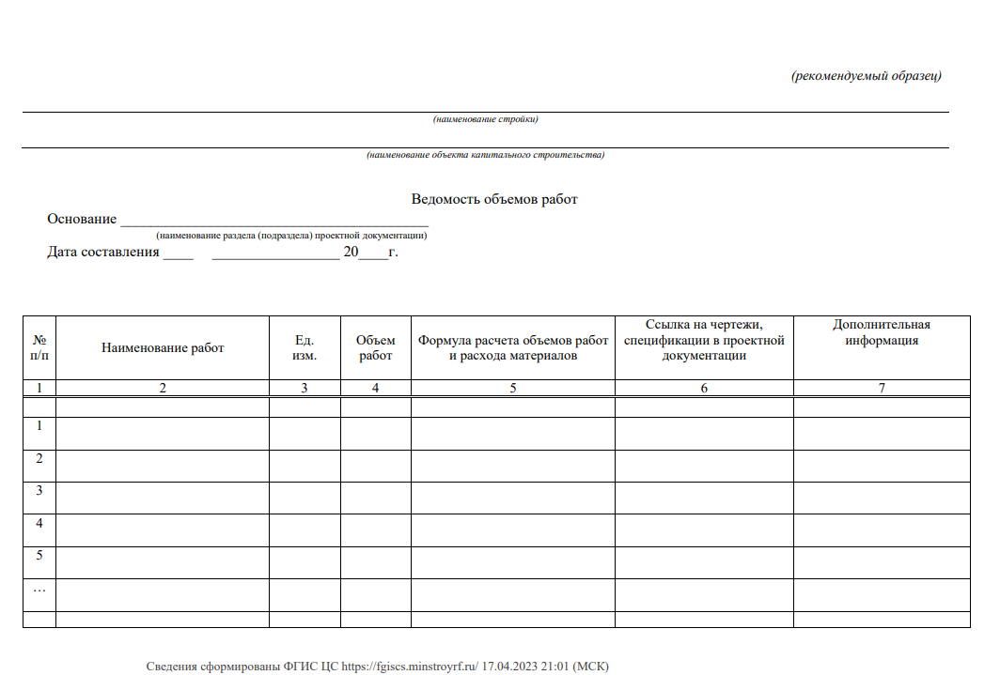 (рекомендуемый образец)
(наименование стройки)
(наименование объекта капитального строительства)
Ведомость объемов работ
Основание
(наименование раздела (подраздела) проектной документации)
Дата составления ____ ________________ 20____г.
№ п/п
Наименование работ
Ед. изм.
Объем работ
Формула расчета объемов работ и расхода материалов
Ссылка на чертежи, спецификации в проектной документации
Дополнительная информация
1 2 3 4 5 6 7
1
2
3
4
5
…
Сведения сформированы ФГИС ЦС https://fgiscs.minstroyrf.ru/ 17.04.2023 21:01 (МСК)